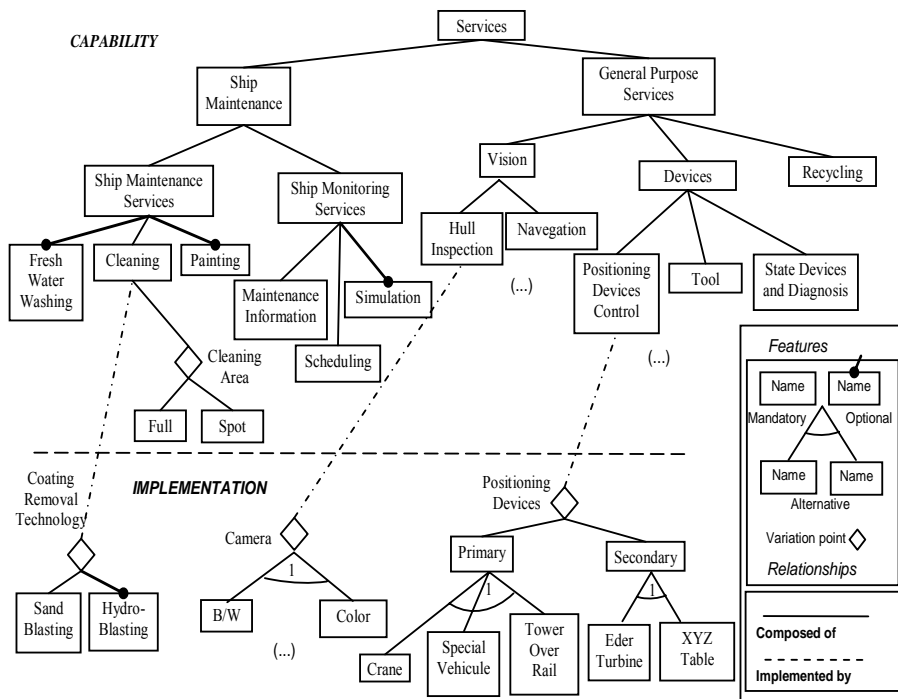 Services
CAPABILITY
Ship
Maintenance
General Purpose
Services
Vision
Devices
Recycling
Ship Maintenance
Services
Ship Monitoring
Services
Hull
Inspection
Navegation
Fresh
Water
Washing
Cleaning
Painting
Maintenance
Information
Simulation
Scheduling
(...)
Positioning
Devices
Control
Tool
State Devices
and Diagnosis
(...)
Cleaning
Area
Full
Spot
Features
Name
Name
Mandatory
Optional
Name
Name
Alternative
Variation point
Relationships
Composed of
Implemented by
IMPLEMENTATION
Coating
Removal
Technology
Sand
Blasting
Hydro-
Blasting
Camera
1
B/W
Color
(...)
Positioning
Devices
Primary
Secondary
1
1
Crane
Special
Vehicule
Tower
Over
Rail
Eder
Turbine
XYZ
Table